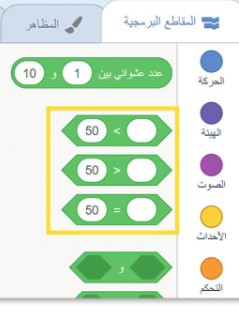 المقاطع البرمجية
المظاهر
عدد عشوائي بين 1 و 10
الحركة
الهيئة
50 < 
الصوت
50 >
50 =
الأحداث
و
التحكم